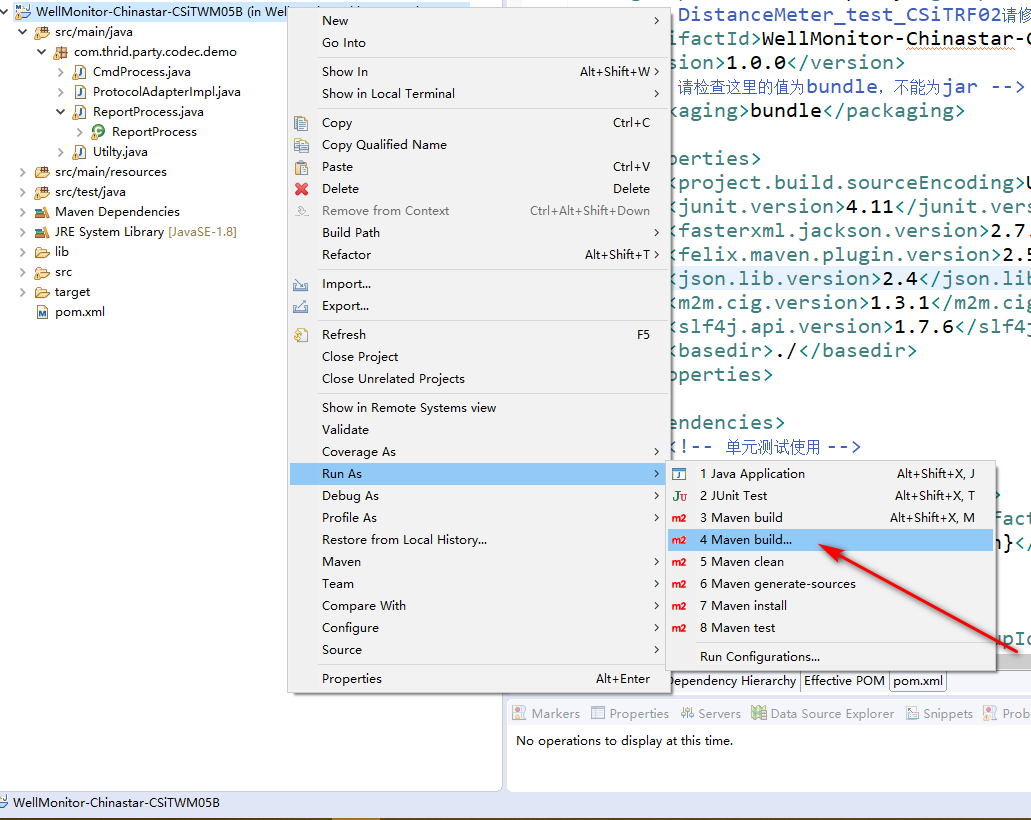 WellMonitor-Chinastar-CSiTWM05B (in Well
src/main/java
com.thrid.party.codec.demo
CmdProcess.java
ProtocolAdapterImpl.java
ReportProcess.java
ReportProcess
Utilty.java
src/main/resources
src/test/java
Maven Dependencies
JRE System Library [JavaSE-1.8]
lib
src
target
pom.xml
New
Go Into
Show In Alt+Shift+W
Show in Local Terminal
Copy Ctrl+C
Copy Qualified Name
Paste Ctrl+V
Delete Delete
Remove from Context Ctrl+Alt+Shift+Down
Build Path
Refactor Alt+Shift+T
Import...
Export...
Refresh F5
Close Project
Close Unrelated Projects
Show in Remote Systems view
Validate
Coverage As
Run As
Debug As
Profile As
Restore from Local History...
Maven
Team
Compare With
Configure
Source
Properties Alt+Enter
DistanceMeter_test_CSiTRF02请修
ifactId>WellMonitor-Chinastar-C
sion>1.0.0</version>
请检查这里的值为bundle，不能为jar -->
kaging>bundle</packaging>
perties>
<project.build.sourceEncoding>U
<junit.version>4.11</junit.vers
<fasterxml.jackson.version>2.7.
<felix.maven.plugin.version>2.5
<json.lib.version>2.4</json.lib
<m2m.cig.version>1.3.1</m2m.cig
<slf4j.api.version>1.7.6</slf4j
<basedir>./</basedir>
operties>
endencies>
<!-- 单元测试使用 -->
>
fact
n}</
upId
1 Java Application Alt+Shift+X, J
2 JUnit Test Alt+Shift+X, T
3 Maven build Alt+Shift+X, M
4 Maven build...
5 Maven clean
6 Maven generate-sources
7 Maven install
8 Maven test
Run Configurations...
Dependency Hierarchy Effective POM pom.xml
Markers Properties Servers Data Source Explorer Snippets Prob
No operations to display at this time.
WellMonitor-Chinastar-CSiTWM05B